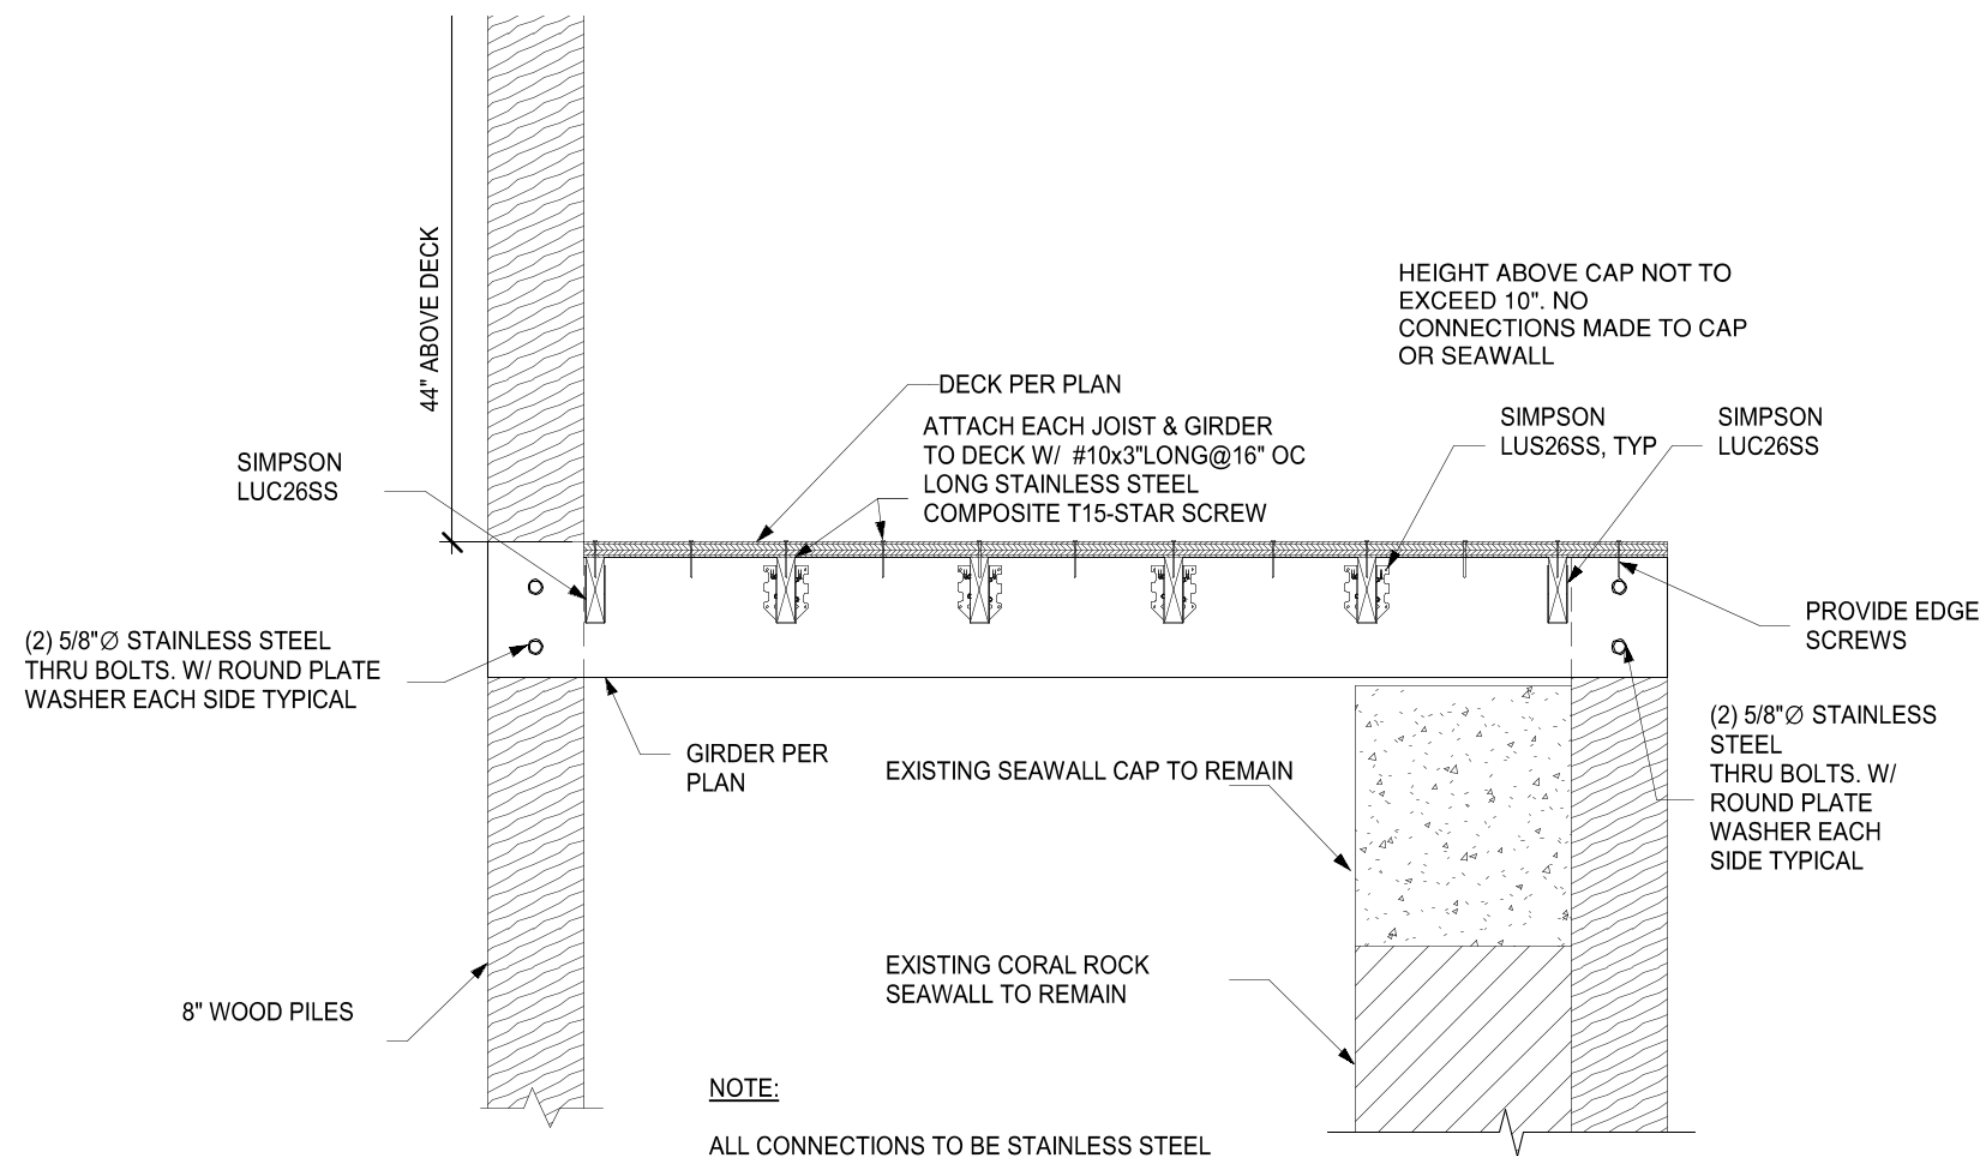 44" ABOVE DECK
HEIGHT ABOVE CAP NOT TO
EXCEED 10". NO
CONNECTIONS MADE TO CAP
OR SEAWALL
DECK PER PLAN
ATTACH EACH JOIST & GIRDER
TO DECK W/ #10x3"LONG@16" OC
LONG STAINLESS STEEL
COMPOSITE T15-STAR SCREW
SIMPSON
LUS26SS, TYP
SIMPSON
LUC26SS
SIMPSON
LUC26SS
(2) 5/8"Ø STAINLESS STEEL
THRU BOLTS. W/ ROUND PLATE
WASHER EACH SIDE TYPICAL
PROVIDE EDGE
SCREWS
(2) 5/8"Ø STAINLESS
STEEL
THRU BOLTS. W/
ROUND PLATE
WASHER EACH
SIDE TYPICAL
GIRDER PER
PLAN
EXISTING SEAWALL CAP TO REMAIN
EXISTING CORAL ROCK
SEAWALL TO REMAIN
8" WOOD PILES
NOTE:
ALL CONNECTIONS TO BE STAINLESS STEEL